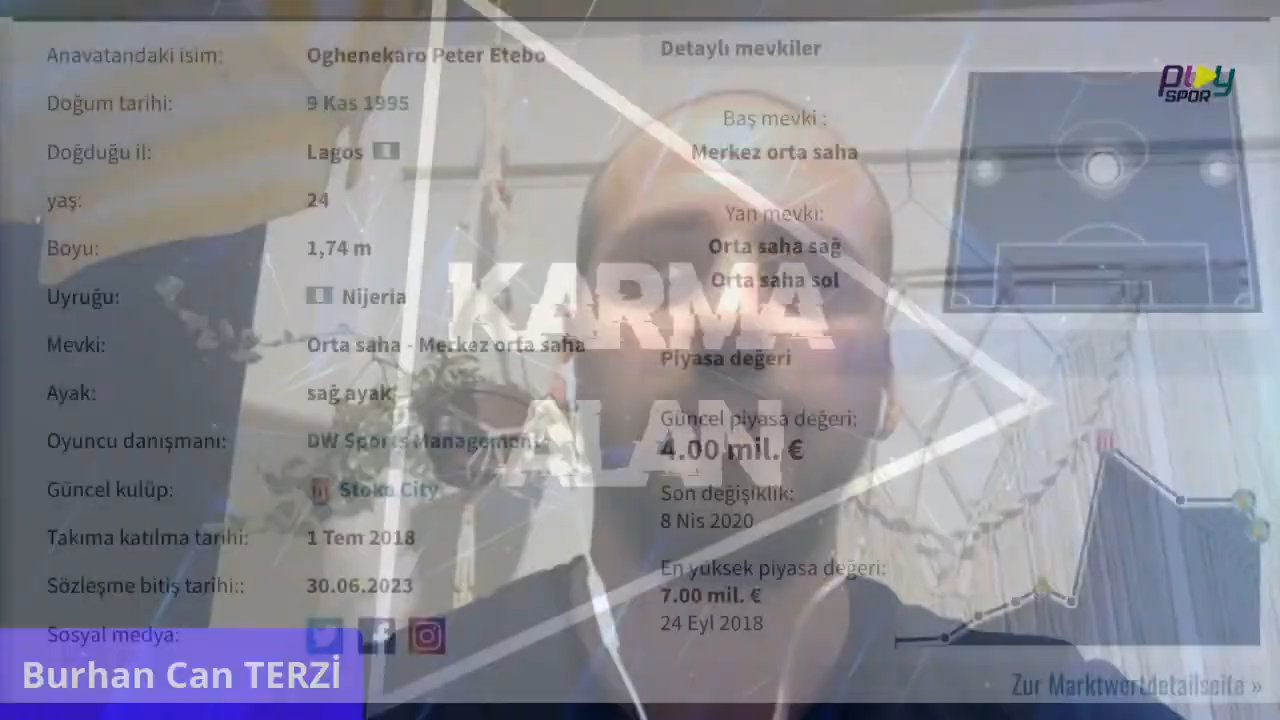 Anavatandaki isim: Oghenekaro Peter Etebo
Doğum tarihi: 9 Kas 1995
Doğduğu il: Lagos
yaş: 24
Boyu: 1,74 m
Uyruğu: Nijeria
Mevki: Orta saha - Merkez orta saha
Ayak: sağ ayak
Oyuncu danışmanı: DW Sports Management
Güncel kulüp: Stoke City
Takıma katılma tarihi: 1 Tem 2018
Sözleşme bitiş tarihi:: 30.06.2023
Sosyal medya:
Detaylı mevkiler
Baş mevki :
Merkez orta saha
Yan mevki:
Orta saha sağ
Orta saha sol
Piyasa değeri
Güncel piyasa değeri:
4.00 mil. €
Son değişiklik:
8 Nis 2020
En yüksek piyasa değeri:
7.00 mil. €
24 Eyl 2018
Zur Marktwertdetailseite »
play
SPOR
KARMA
ALAN
Burhan Can TERZİ